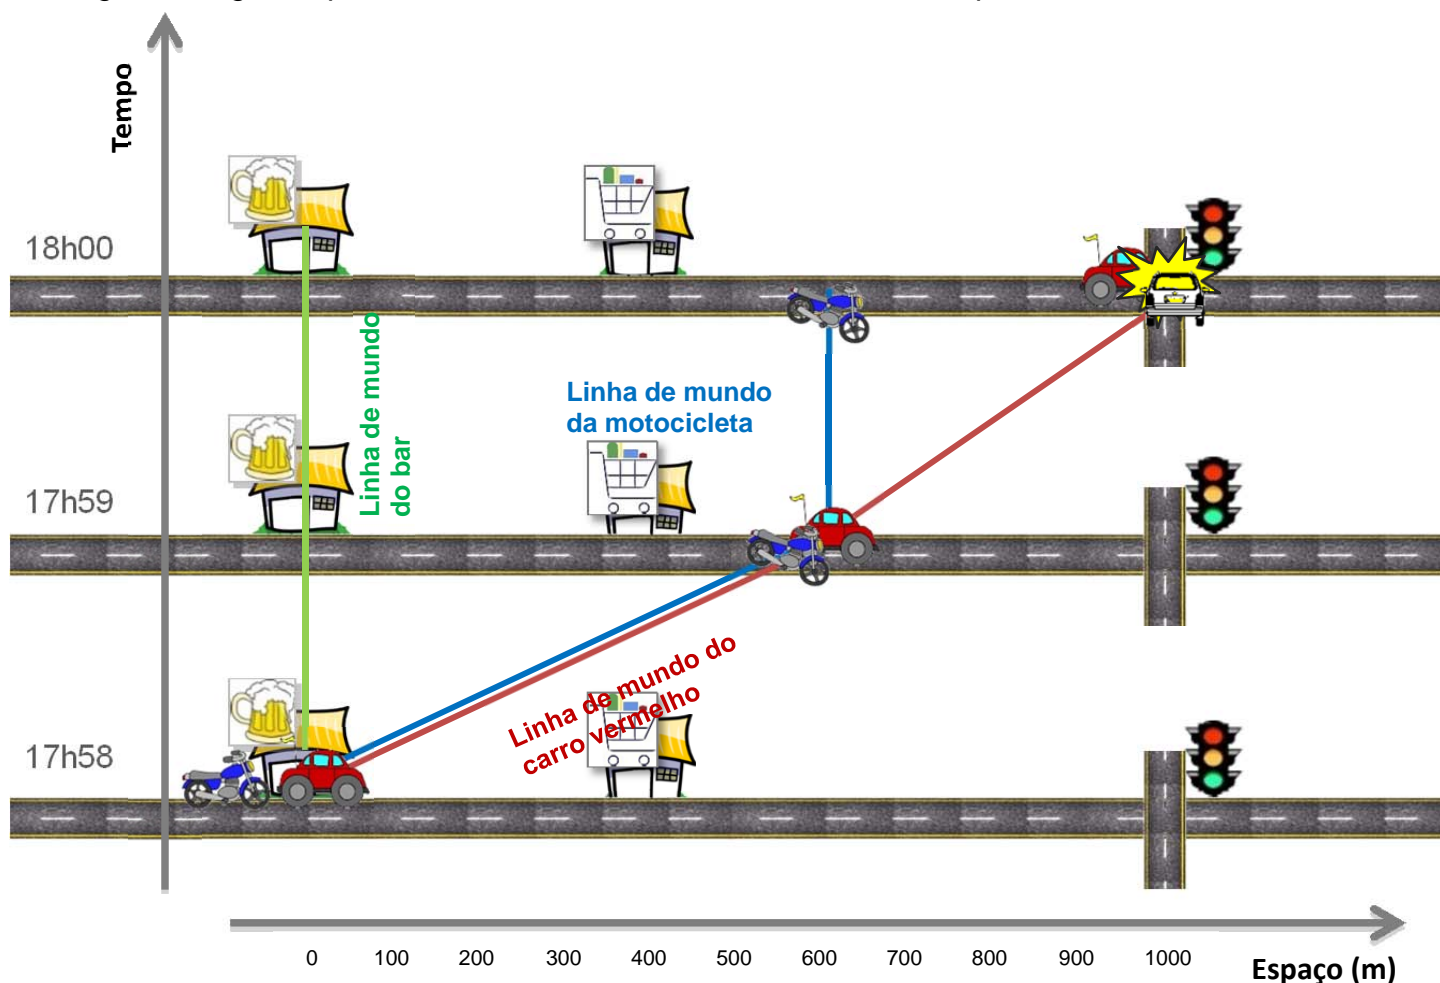 Tempo
18h00
Linha de mundo
do bar
Linha de mundo
da motocicleta
17h59
Linha de mundo do
carro vermelho
17h58
0 100 200 300 400 500 600 700 800 900 1000
Espaço (m)